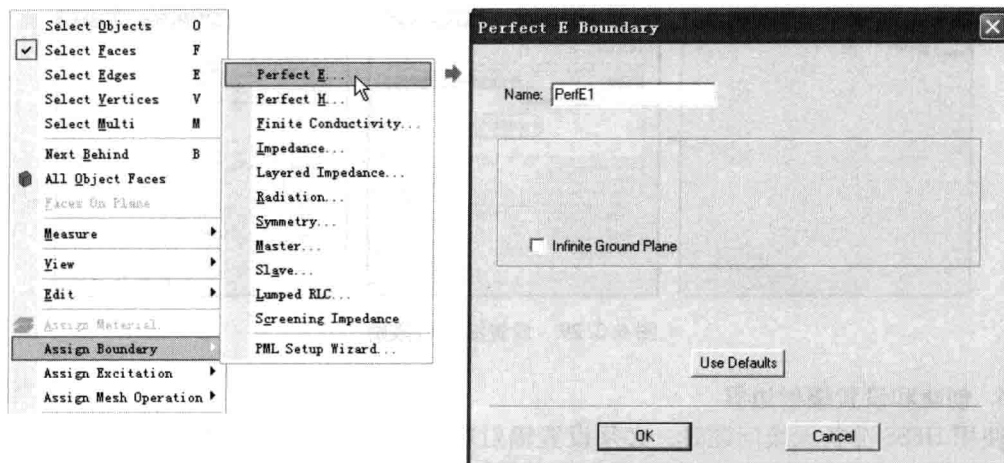 Select Objects O
Select Faces F
Select Edges E
Select Vertices V
Select Multi M
Next Behind B
All Object Faces
Faces On Plane
Measure
View
Edit
Assign Material
Assign Boundary
Assign Excitation
Assign Mesh Operation
Perfect E...
Perfect H...
Finite Conductivity...
Impedance...
Layered Impedance...
Radiation...
Symmetry...
Master...
Slave...
Lumped RLC...
Screening Impedance
PML Setup Wizard...
Perfect E Boundary
Name: PerfE1
Infinite Ground Plane
Use Defaults
OK
Cancel